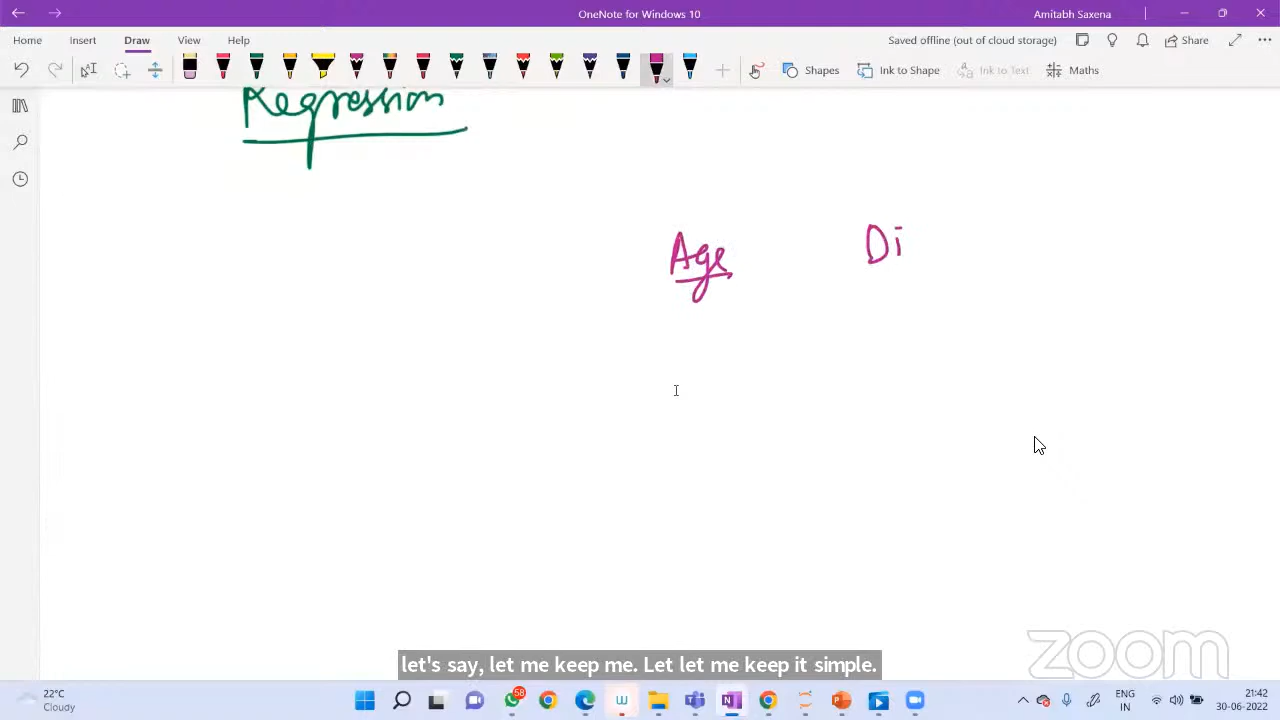 OneNote for Windows 10
Amitabh Saxena
Home Insert Draw View Help
Saved offline (out of cloud storage)
Share
Shapes
Ink to Shape
Ink to Text
Maths
Regression
Age Di
let's say, let me keep me. Let let me keep it simple.
zoom
22°C
Cloudy
58
ENG
IN
21:42
30-06-2022